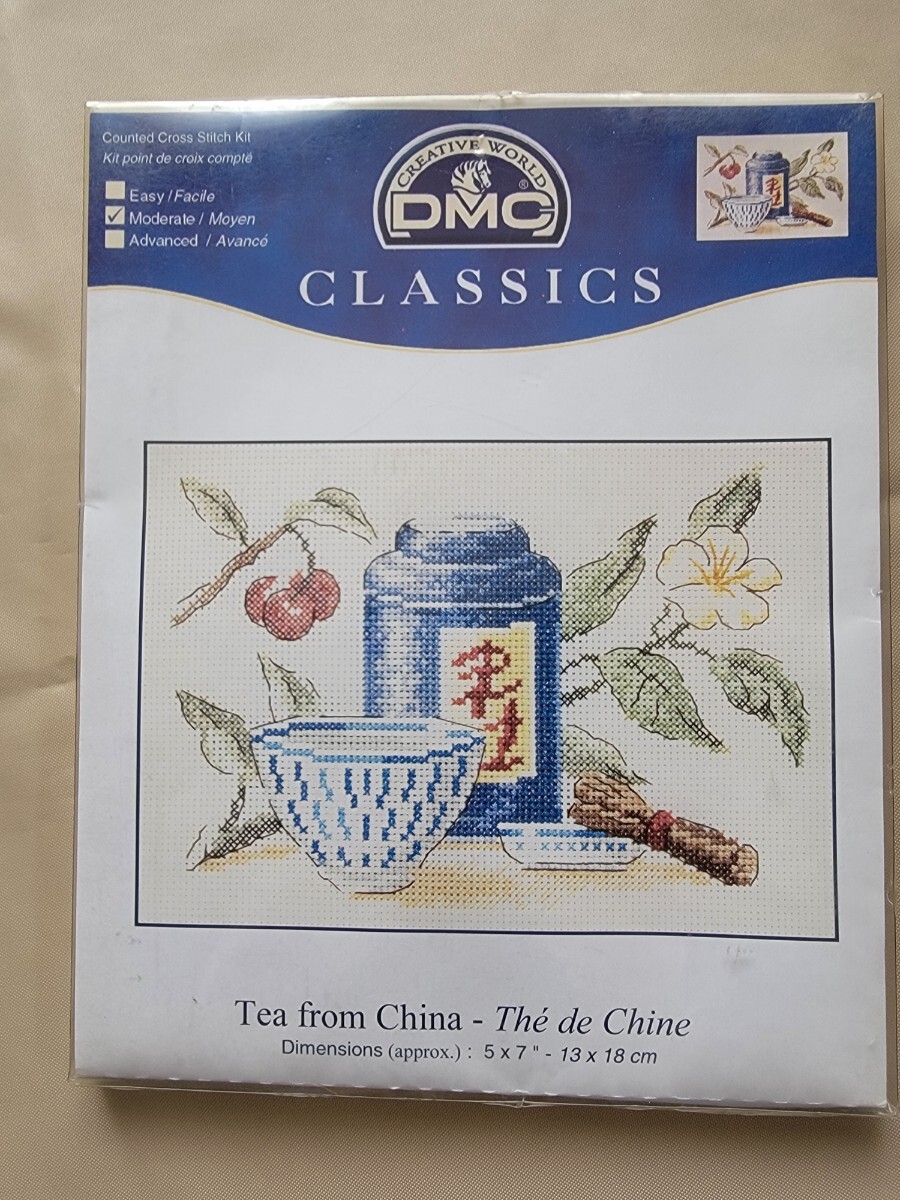 Counted Cross Stitch Kit
Kit point de croix compté
Easy / Facile
Moderate / Moyen
Advanced / Avancé
CREATIVE WORLD
DMC®
CLASSICS
Tea from China - Thé de Chine
Dimensions (approx.) : 5 x 7 " - 13 x 18 cm